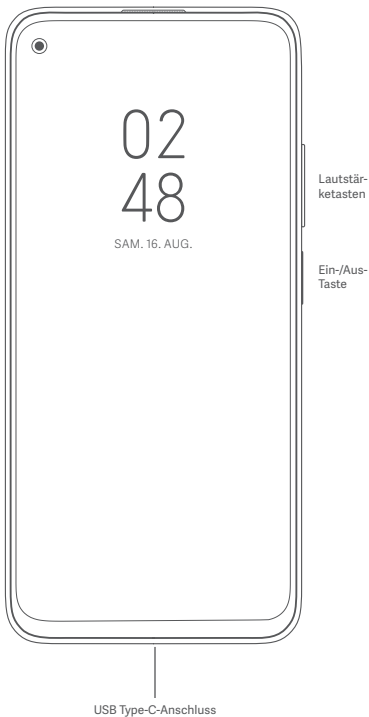 02
48
SAM. 16. AUG.
Lautstär-
ketasten
Ein-/Aus-
Taste
USB Type-C-Anschluss